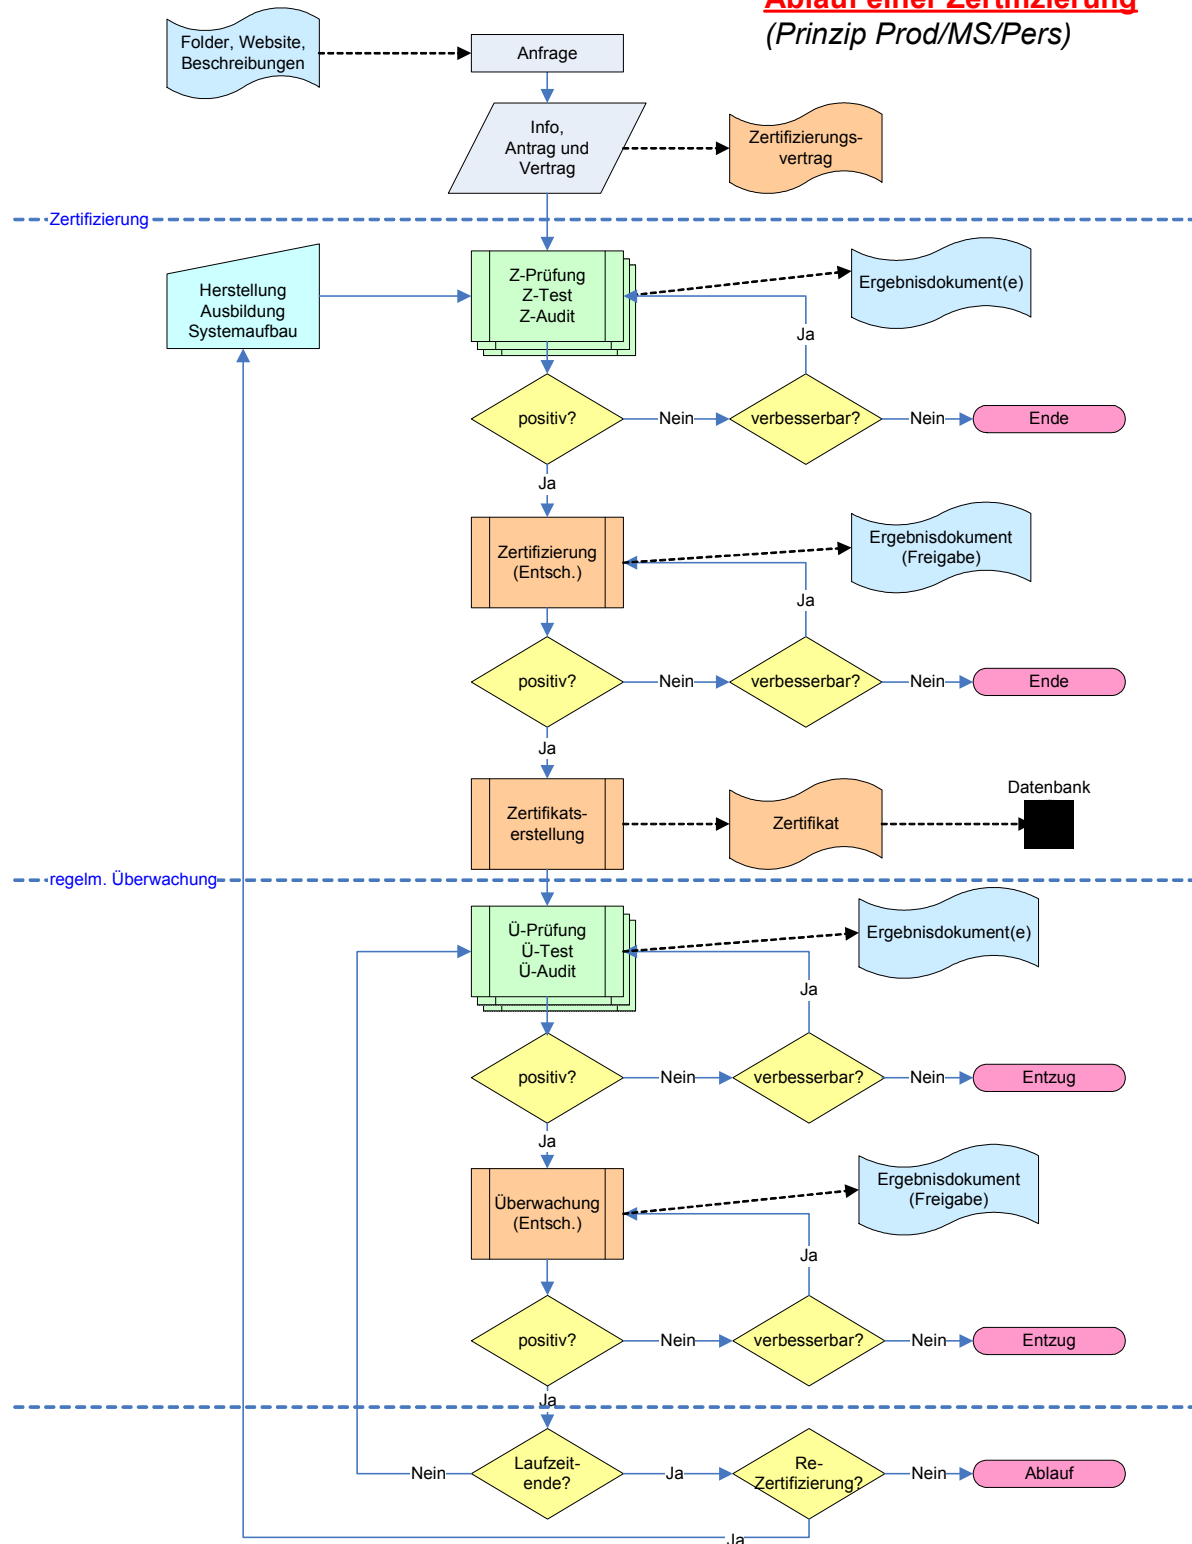 Ablauf einer Zertifizierung
(Prinzip Prod/MS/Pers)
Folder, Website,
Beschreibungen
Anfrage
Info,
Antrag und
Vertrag
Zertifizierungs-
vertrag
Zertifizierung
Herstellung
Ausbildung
Systemaufbau
Z-Prüfung
Z-Test
Z-Audit
Ergebnisdokument(e)
Ja
positiv?
Nein
verbesserbar?
Nein
Ende
Ja
Zertifizierung
(Entsch.)
Ergebnisdokument
(Freigabe)
Ja
positiv?
Nein
verbesserbar?
Nein
Ende
Ja
Zertifikats-
erstellung
Zertifikat
Datenbank
regelm. Überwachung
Ü-Prüfung
Ü-Test
Ü-Audit
Ergebnisdokument(e)
Ja
positiv?
Nein
verbesserbar?
Nein
Entzug
Ja
Überwachung
(Entsch.)
Ergebnisdokument
(Freigabe)
Ja
positiv?
Nein
verbesserbar?
Nein
Entzug
Ja
Nein
Laufzeit-
ende?
Ja
Re-
Zertifizierung?
Nein
Ablauf
Ja